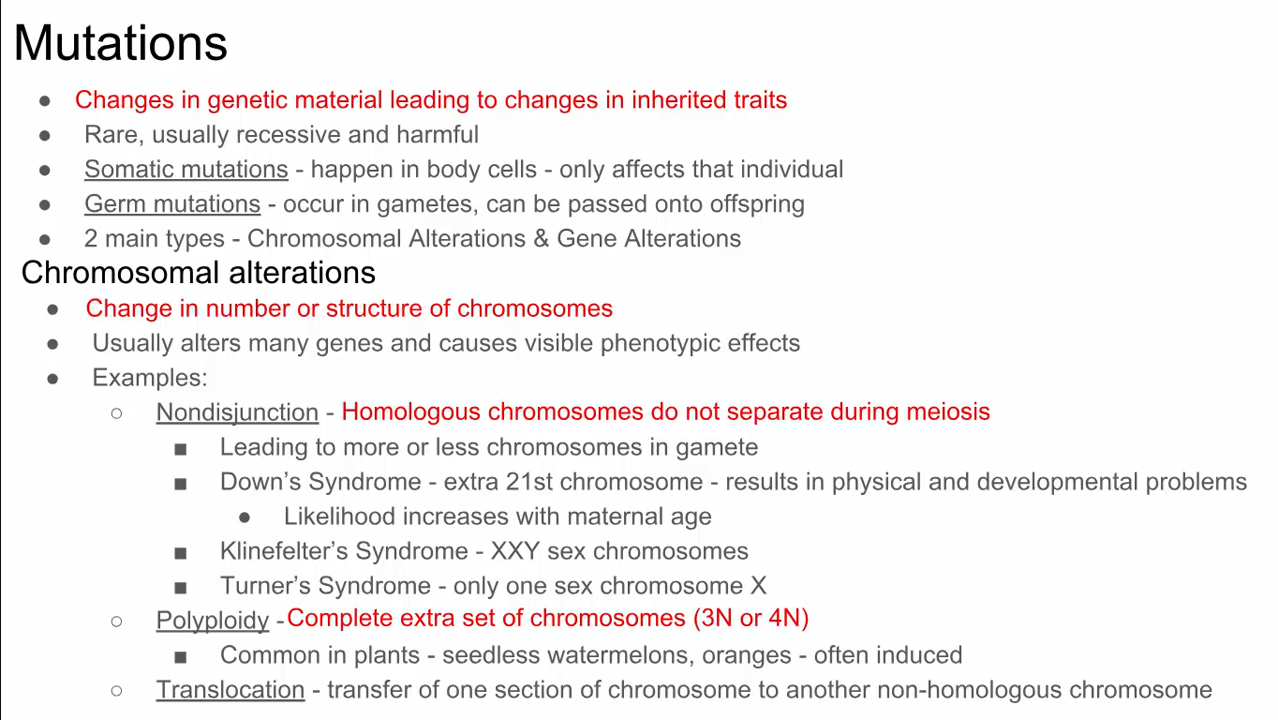 Mutations
● Changes in genetic material leading to changes in inherited traits
● Rare, usually recessive and harmful
● Somatic mutations - happen in body cells - only affects that individual
● Germ mutations - occur in gametes, can be passed onto offspring
● 2 main types - Chromosomal Alterations & Gene Alterations
Chromosomal alterations
● Change in number or structure of chromosomes
● Usually alters many genes and causes visible phenotypic effects
● Examples:
○ Nondisjunction - Homologous chromosomes do not separate during meiosis
■ Leading to more or less chromosomes in gamete
■ Down’s Syndrome - extra 21st chromosome - results in physical and developmental problems
● Likelihood increases with maternal age
■ Klinefelter’s Syndrome - XXY sex chromosomes
■ Turner’s Syndrome - only one sex chromosome X
○ Polyploidy - Complete extra set of chromosomes (3N or 4N)
■ Common in plants - seedless watermelons, oranges - often induced
○ Translocation - transfer of one section of chromosome to another non-homologous chromosome